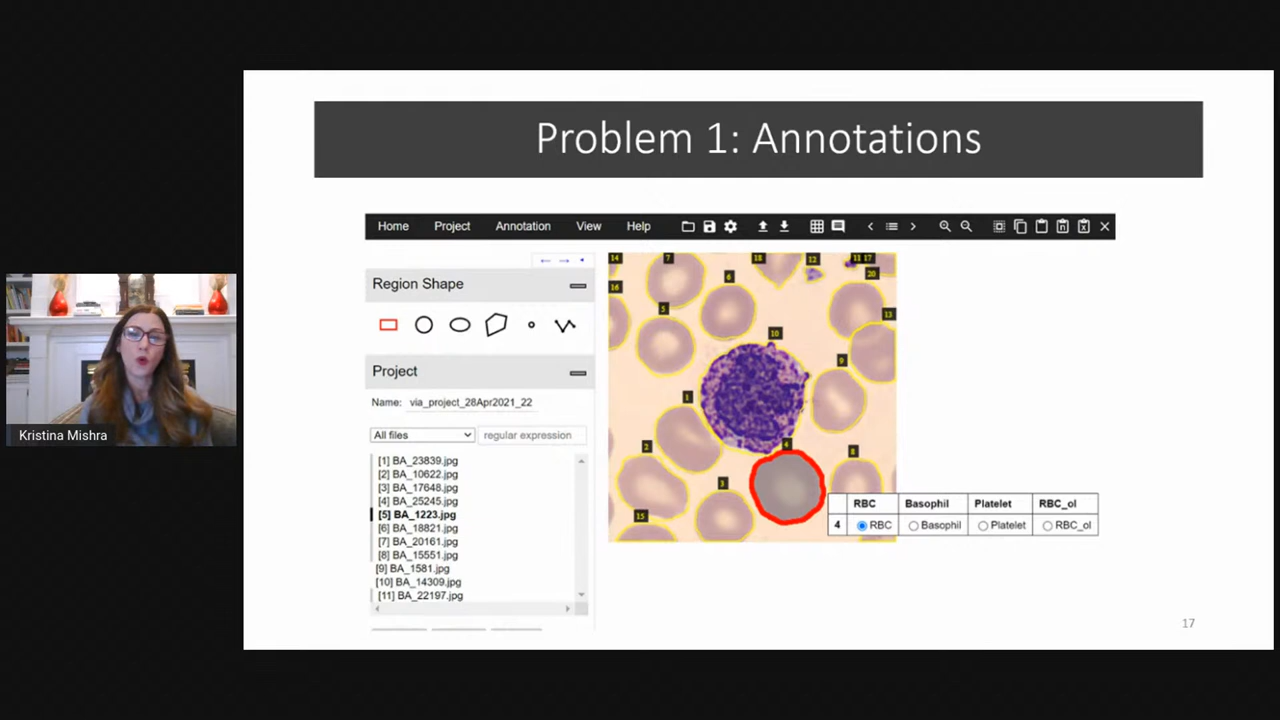 Problem 1: Annotations
Home Project Annotation View Help
Region Shape
Project
Name: via_project_28Apr2021_22
All files regular expression
[1] BA_23839.jpg
[2] BA_10622.jpg
[3] BA_17648.jpg
[4] BA_25245.jpg
[5] BA_1223.jpg
[6] BA_18821.jpg
[7] BA_20161.jpg
[8] BA_15551.jpg
[9] BA_1581.jpg
[10] BA_14309.jpg
[11] BA_22197.jpg
14 7 18 12 11 17
16 6 20
5 13
10
9
1
2 4 8
3
15
RBC Basophil Platelet RBC_ol
4 RBC Basophil Platelet RBC_ol
Kristina Mishra
17